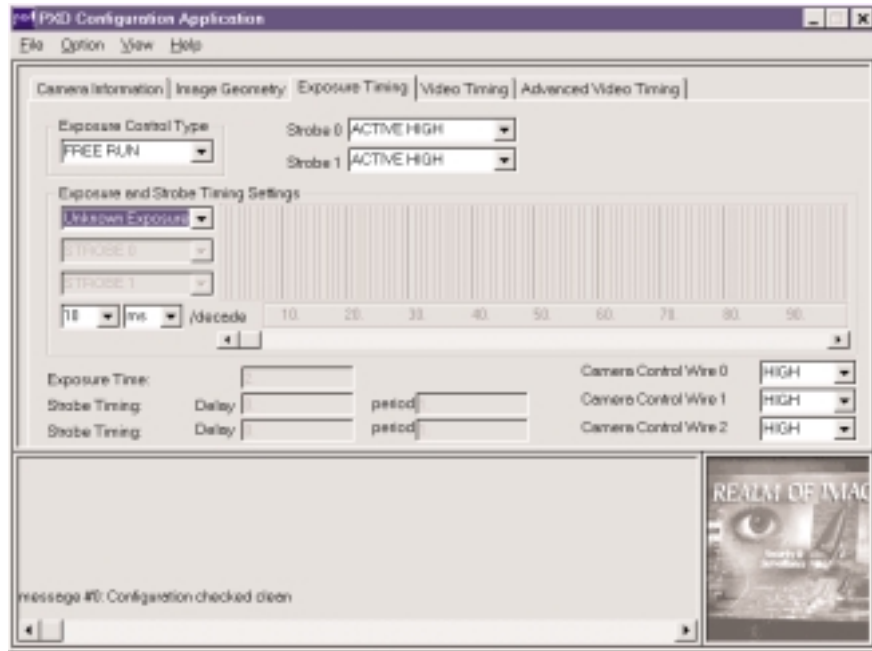 PXD Configuration Application
File Option View Help
Camera Information Image Geometry Exposure Timing Video Timing Advanced Video Timing
Exposure Control Type
FREE RUN
Strobe 0 ACTIVE HIGH
Strobe 1 ACTIVE HIGH
Exposure and Strobe Timing Settings
Unknown Exposure
STROBE 0
STROBE 1
10 ms /decade 10. 20. 30. 40. 50. 60. 70. 80. 90.
Exposure Time:
Strobe Timing: Delay period
Strobe Timing: Delay period
Camera Control Wire 0 HIGH
Camera Control Wire 1 HIGH
Camera Control Wire 2 HIGH
message #0: Configuration checked clean
REALM OF IMAG